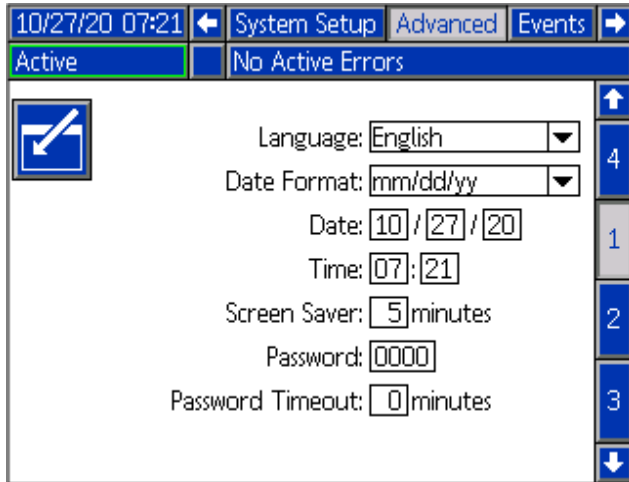 10/27/20 07:21 System Setup Advanced Events
Active No Active Errors
Language: English
4
Date Format: mm/dd/yy
Date: 10 / 27 / 20
1
Time: 07:21
Screen Saver: 5 minutes
2
Password: 0000
Password Timeout: 0 minutes
3